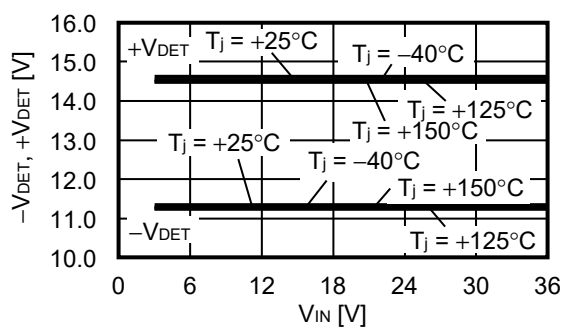 −VDET, +VDET [V]
16.0
15.0
14.0
13.0
12.0
11.0
10.0
+VDET
Tj = +25°C
Tj = −40°C
Tj = +125°C
Tj = +150°C
Tj = +25°C
Tj = −40°C
Tj = +150°C
Tj = +125°C
−VDET
0 6 12 18 24 30 36
VIN [V]